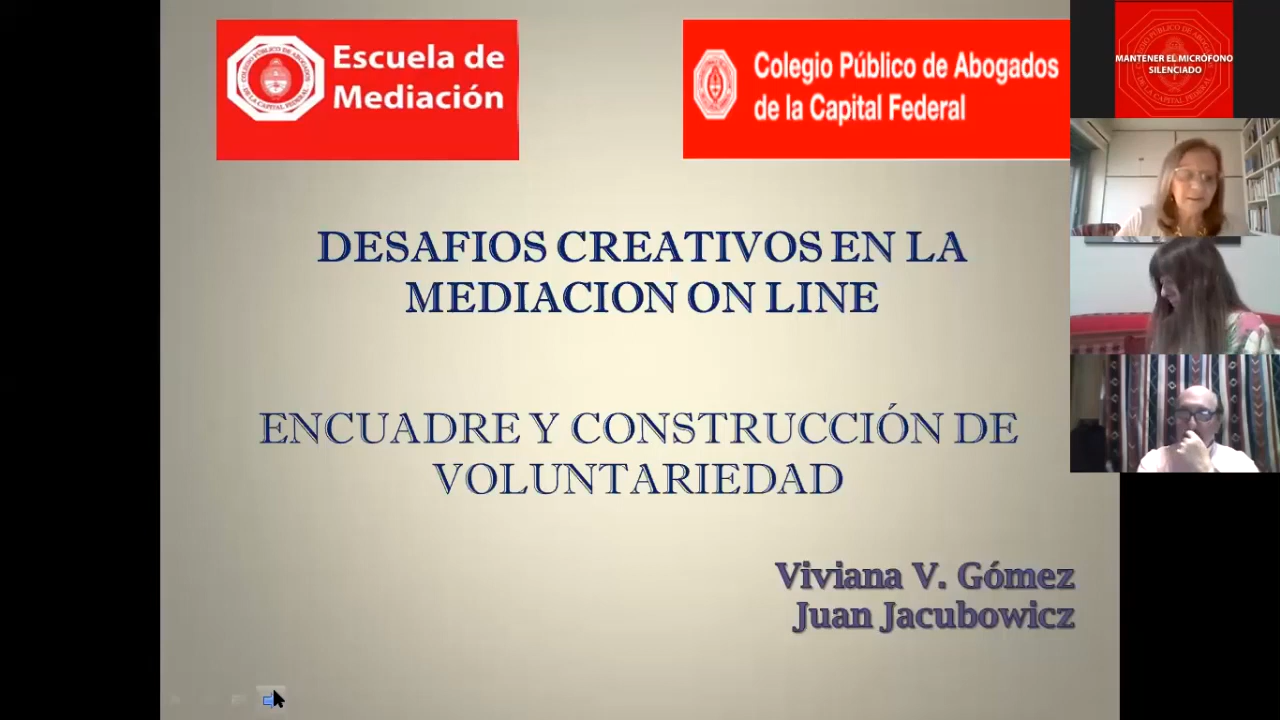 Escuela de
Mediación
Colegio Público de Abogados
de la Capital Federal
MANTENER EL MICRÓFONO
SILENCIADO
DESAFIOS CREATIVOS EN LA
MEDIACION ON LINE
ENCUADRE Y CONSTRUCCIÓN DE
VOLUNTARIEDAD
Viviana V. Gómez
Juan Jacubowicz